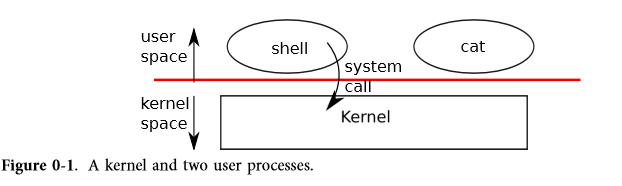 user
space
shell
cat
system
call
kernel
space
Kernel
Figure 0-1. A kernel and two user processes.